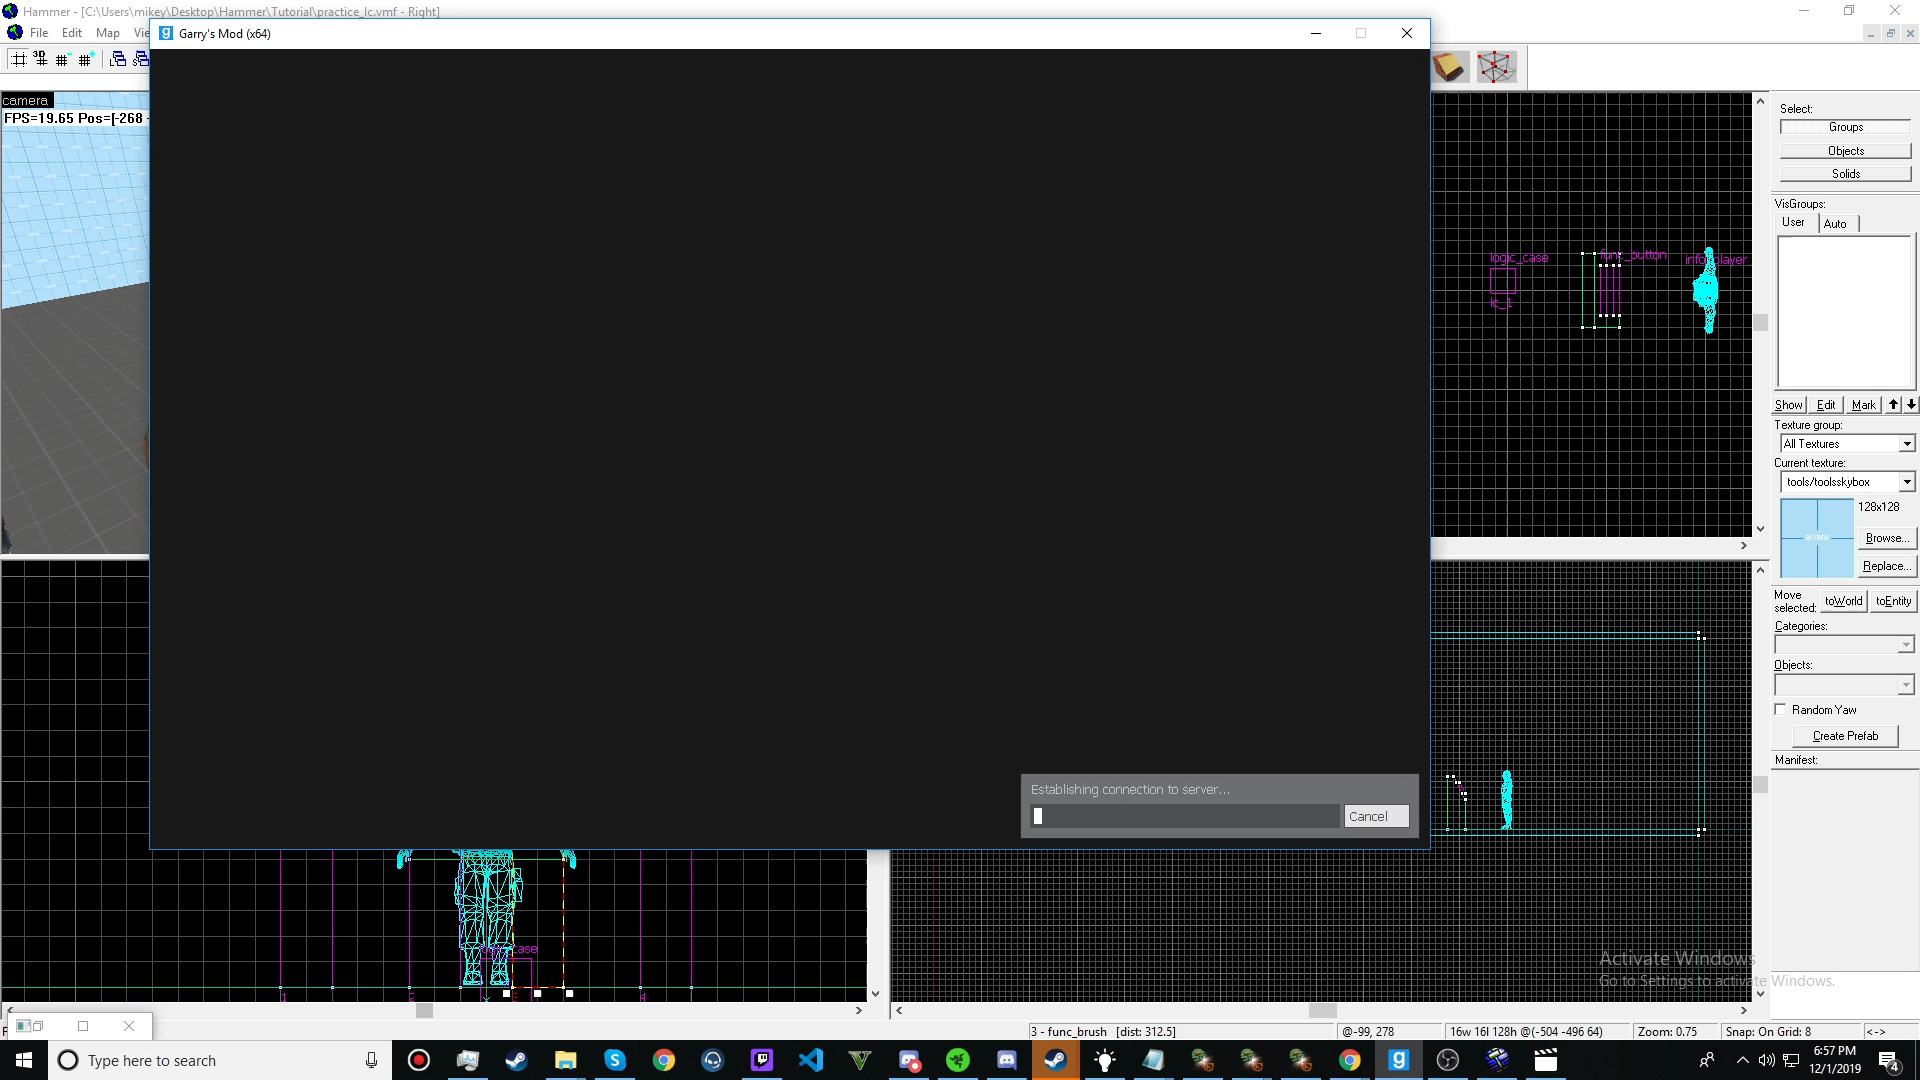 Hammer - [C:\Users\mikey\Desktop\Hammer\Tutorial\practice_lc.vmf - Right]
File Edit Map
Garry's Mod (x64)
camera
FPS=19.65 Pos=[-268
Select:
Groups
Objects
Solids
VisGroups:
User Auto
logic_case
lc_1
Show Edit Mark
Texture group:
All Textures
Current texture:
tools/toolsskybox
128x128
Browse...
Replace...
Move selected: toWorld toEntity
Categories:
Objects:
Random Yaw
Create Prefab
Manifest:
Establishing connection to server...
Cancel
1 2 4
Activate Windows
Go to Settings to activate Windows.
3 - func_brush [dist: 312.5]
@-99, 278
16w 16l 128h @(-504 -496 64)
Zoom: 0.75
Snap: On Grid: 8
<->
Type here to search
6:57 PM
12/1/2019
4